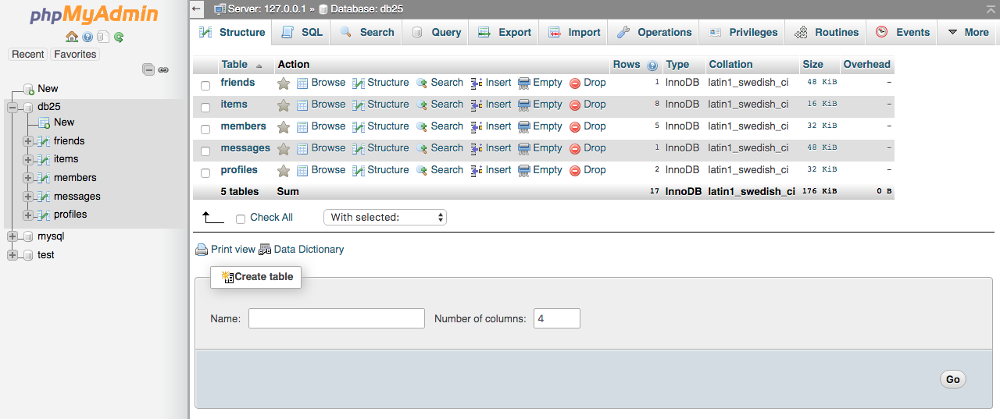 phpMyAdmin
Recent Favorites
New
db25
New
friends
items
members
messages
profiles
mysql
test
Server: 127.0.0.1 » Database: db25
Structure SQL Search Query Export Import Operations Privileges Routines Events More
Table Action Rows Type Collation Size Overhead
friends Browse Structure Search Insert Empty Drop 1 InnoDB latin1_swedish_ci 48 KiB -
items Browse Structure Search Insert Empty Drop 8 InnoDB latin1_swedish_ci 16 KiB -
members Browse Structure Search Insert Empty Drop 5 InnoDB latin1_swedish_ci 32 KiB -
messages Browse Structure Search Insert Empty Drop 1 InnoDB latin1_swedish_ci 48 KiB -
profiles Browse Structure Search Insert Empty Drop 2 InnoDB latin1_swedish_ci 32 KiB -
5 tables Sum 17 InnoDB latin1_swedish_ci 176 KiB 0 B
Check All With selected:
Print view Data Dictionary
Create table
Name: Number of columns: 4
Go